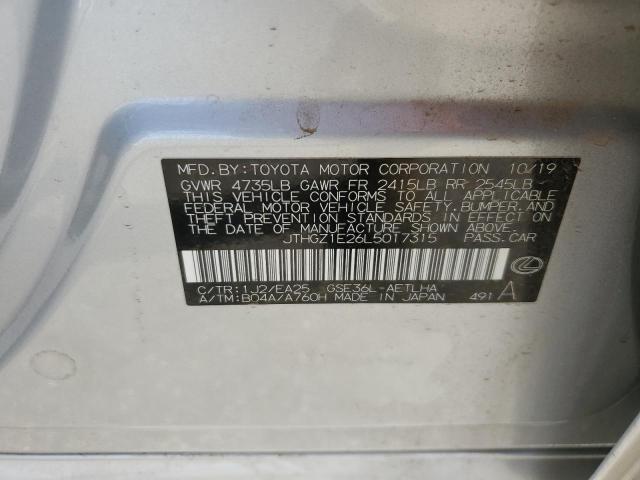 MFD. BY: TOYOTA MOTOR CORPORATION 10/19
GVWR 4735LB GAWR FR 2415LB RR 2545LB
THIS VEHICLE CONFORMS TO ALL APPLICABLE
FEDERAL MOTOR VEHICLE SAFETY, BUMPER, AND
THEFT PREVENTION STANDARDS IN EFFECT ON
THE DATE OF MANUFACTURE SHOWN ABOVE.
JTHGZ1E26L5017315 PASS. CAR
C/TR: 1J2/EA25 GSE36L-AETLHA
A/TM: B04A/A760H MADE IN JAPAN 491 A